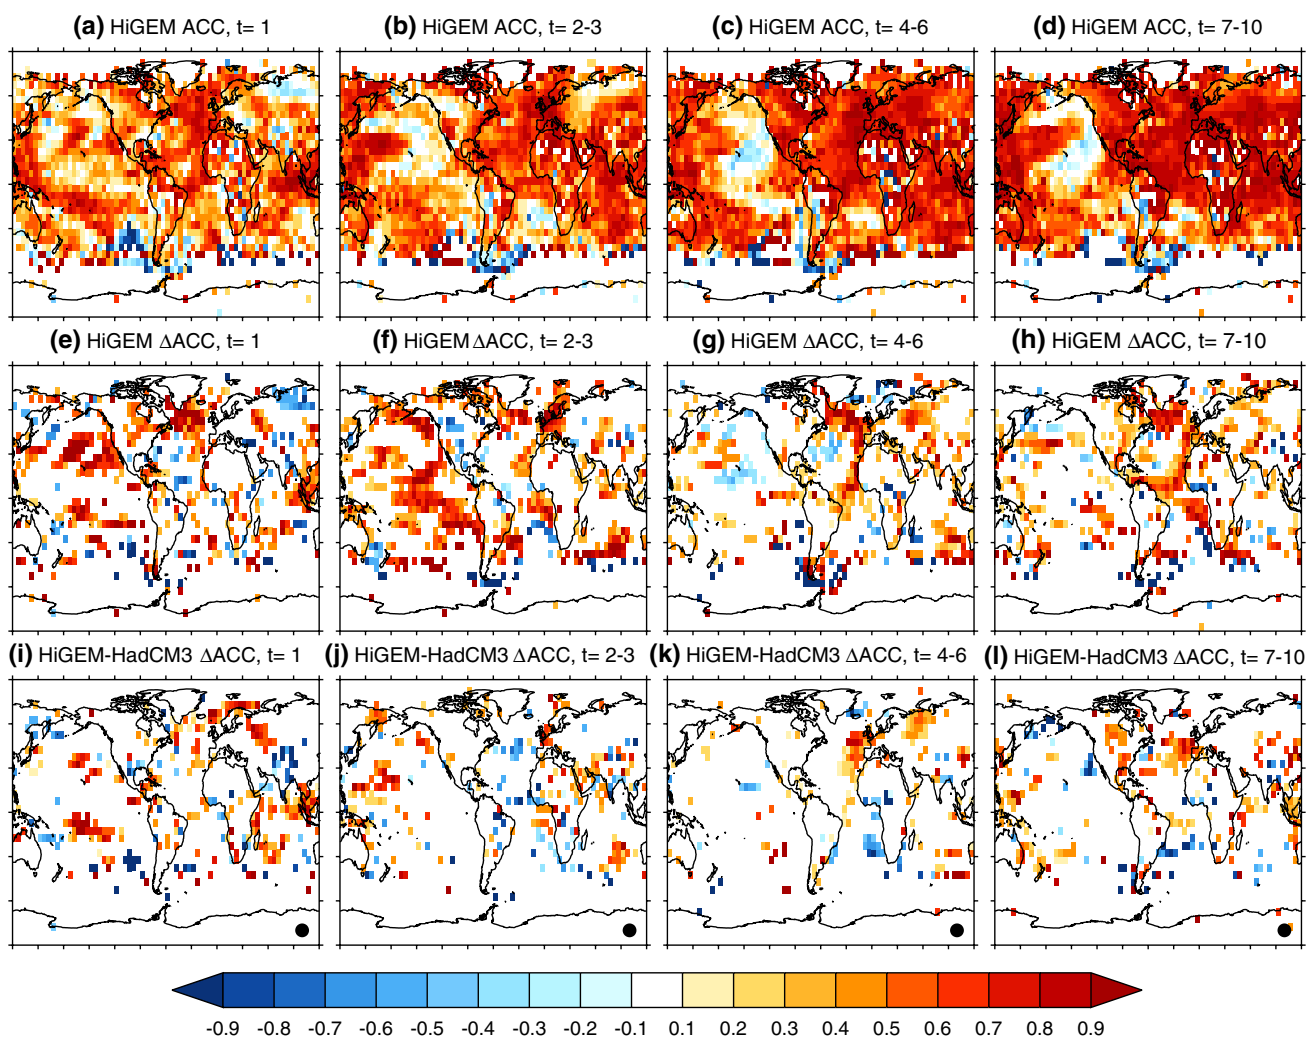 (a) HiGEM ACC, t= 1
(b) HiGEM ACC, t= 2-3
(c) HiGEM ACC, t= 4-6
(d) HiGEM ACC, t= 7-10
(e) HiGEM ΔACC, t= 1
(f) HiGEM ΔACC, t= 2-3
(g) HiGEM ΔACC, t= 4-6
(h) HiGEM ΔACC, t= 7-10
(i) HiGEM-HadCM3 ΔACC, t= 1
(j) HiGEM-HadCM3 ΔACC, t= 2-3
(k) HiGEM-HadCM3 ΔACC, t= 4-6
(l) HiGEM-HadCM3 ΔACC, t= 7-10
-0.9 -0.8 -0.7 -0.6 -0.5 -0.4 -0.3 -0.2 -0.1 0.1 0.2 0.3 0.4 0.5 0.6 0.7 0.8 0.9